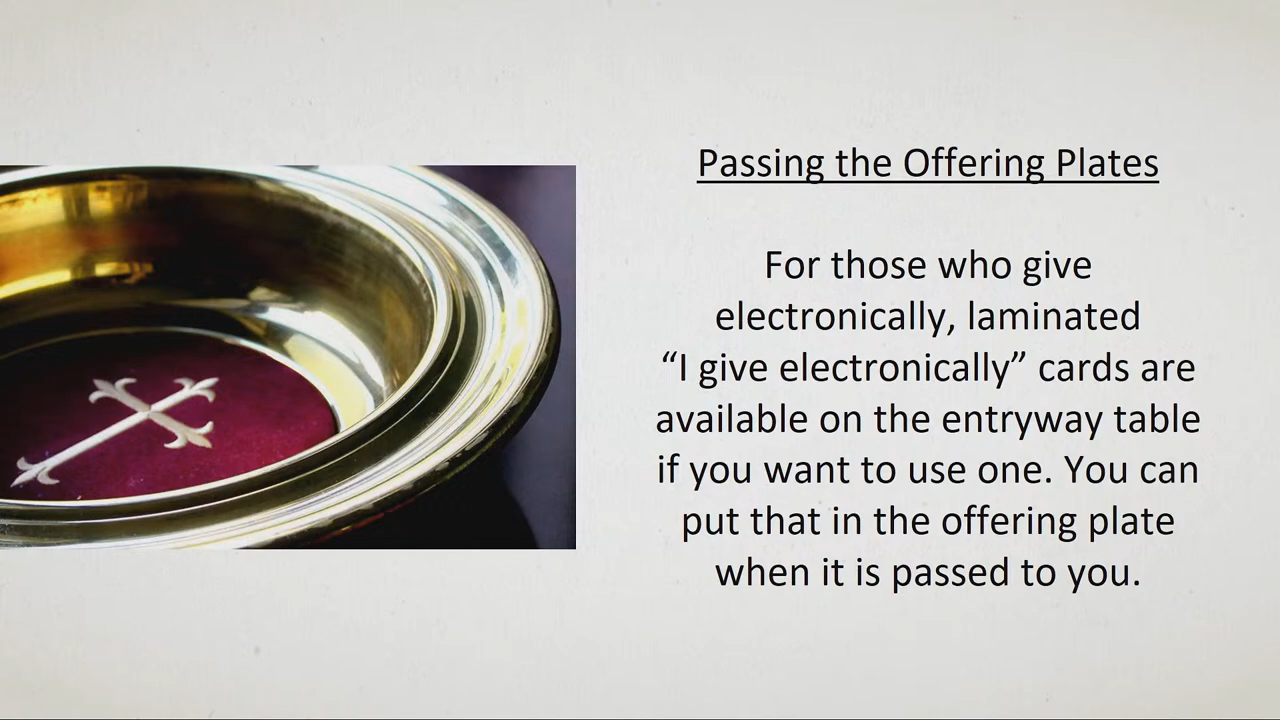 Passing the Offering Plates
For those who give
electronically, laminated
“I give electronically” cards are
available on the entryway table
if you want to use one. You can
put that in the offering plate
when it is passed to you.